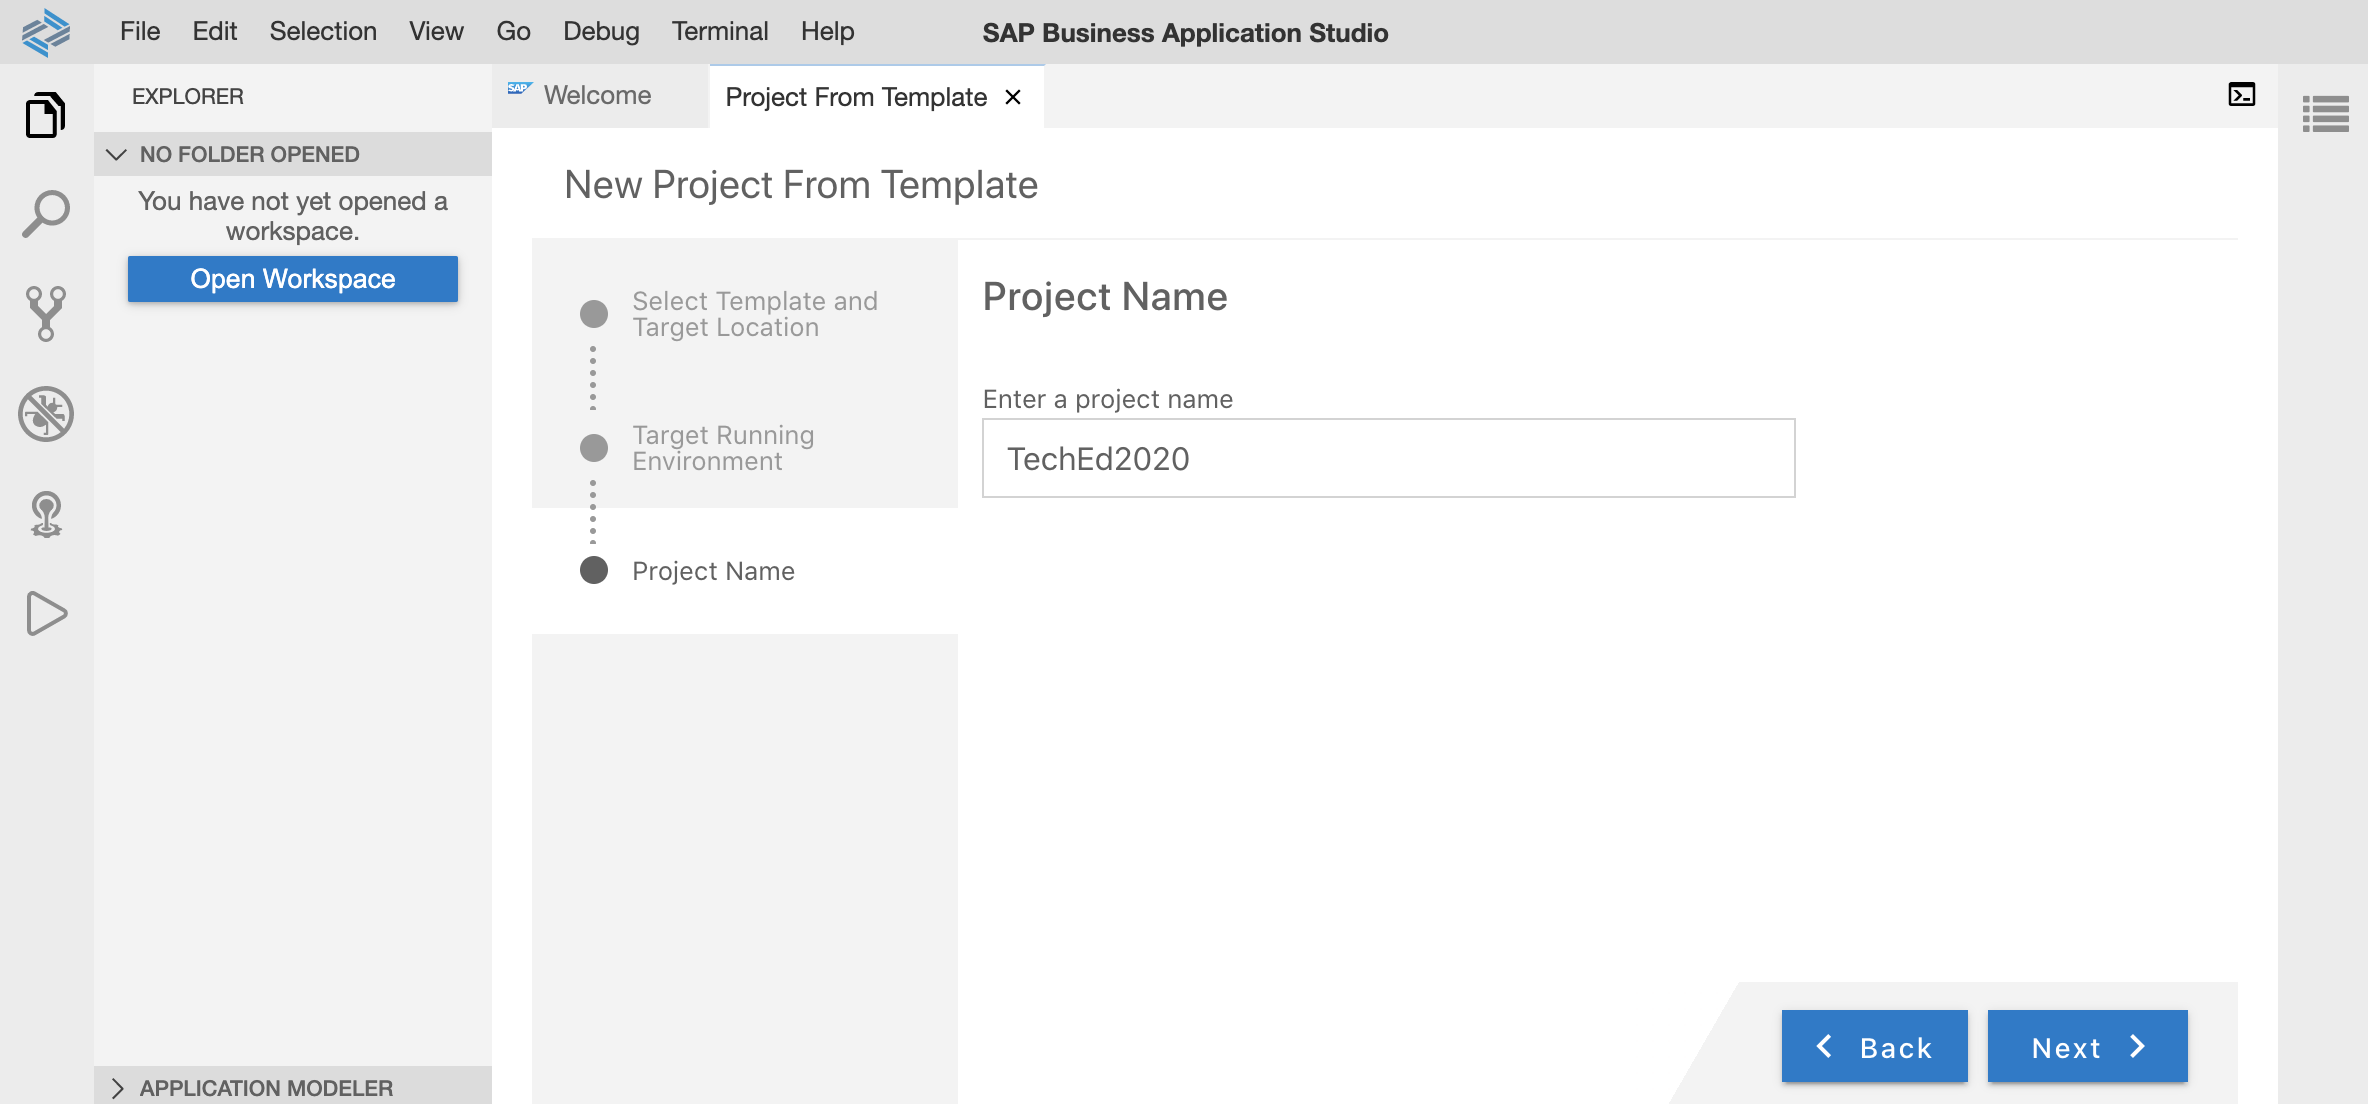 File Edit Selection View Go Debug Terminal Help
SAP Business Application Studio
EXPLORER
NO FOLDER OPENED
You have not yet opened a
workspace.
Open Workspace
APPLICATION MODELER
SAP Welcome
Project From Template
New Project From Template
Select Template and
Target Location
Target Running
Environment
Project Name
Project Name
Enter a project name
TechEd2020
Back
Next